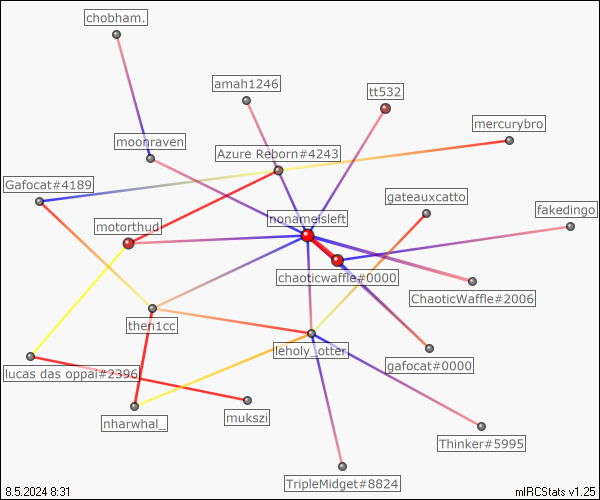 chobham.
amah1246
tt532
mercurybro
moonraven
Azure Reborn#4243
Gafocat#4189
gateauxcatto
fakedingo
nonameisleft
motorthud
chaoticwaffle#0000
ChaoticWaffle#2006
then1cc
leholy_otter
gafocat#0000
lucas das oppai#2396
mukszi
nharwhal_
Thinker#5995
TripleMidget#8824
8.5.2024 8:31
mIRCStats v1.25